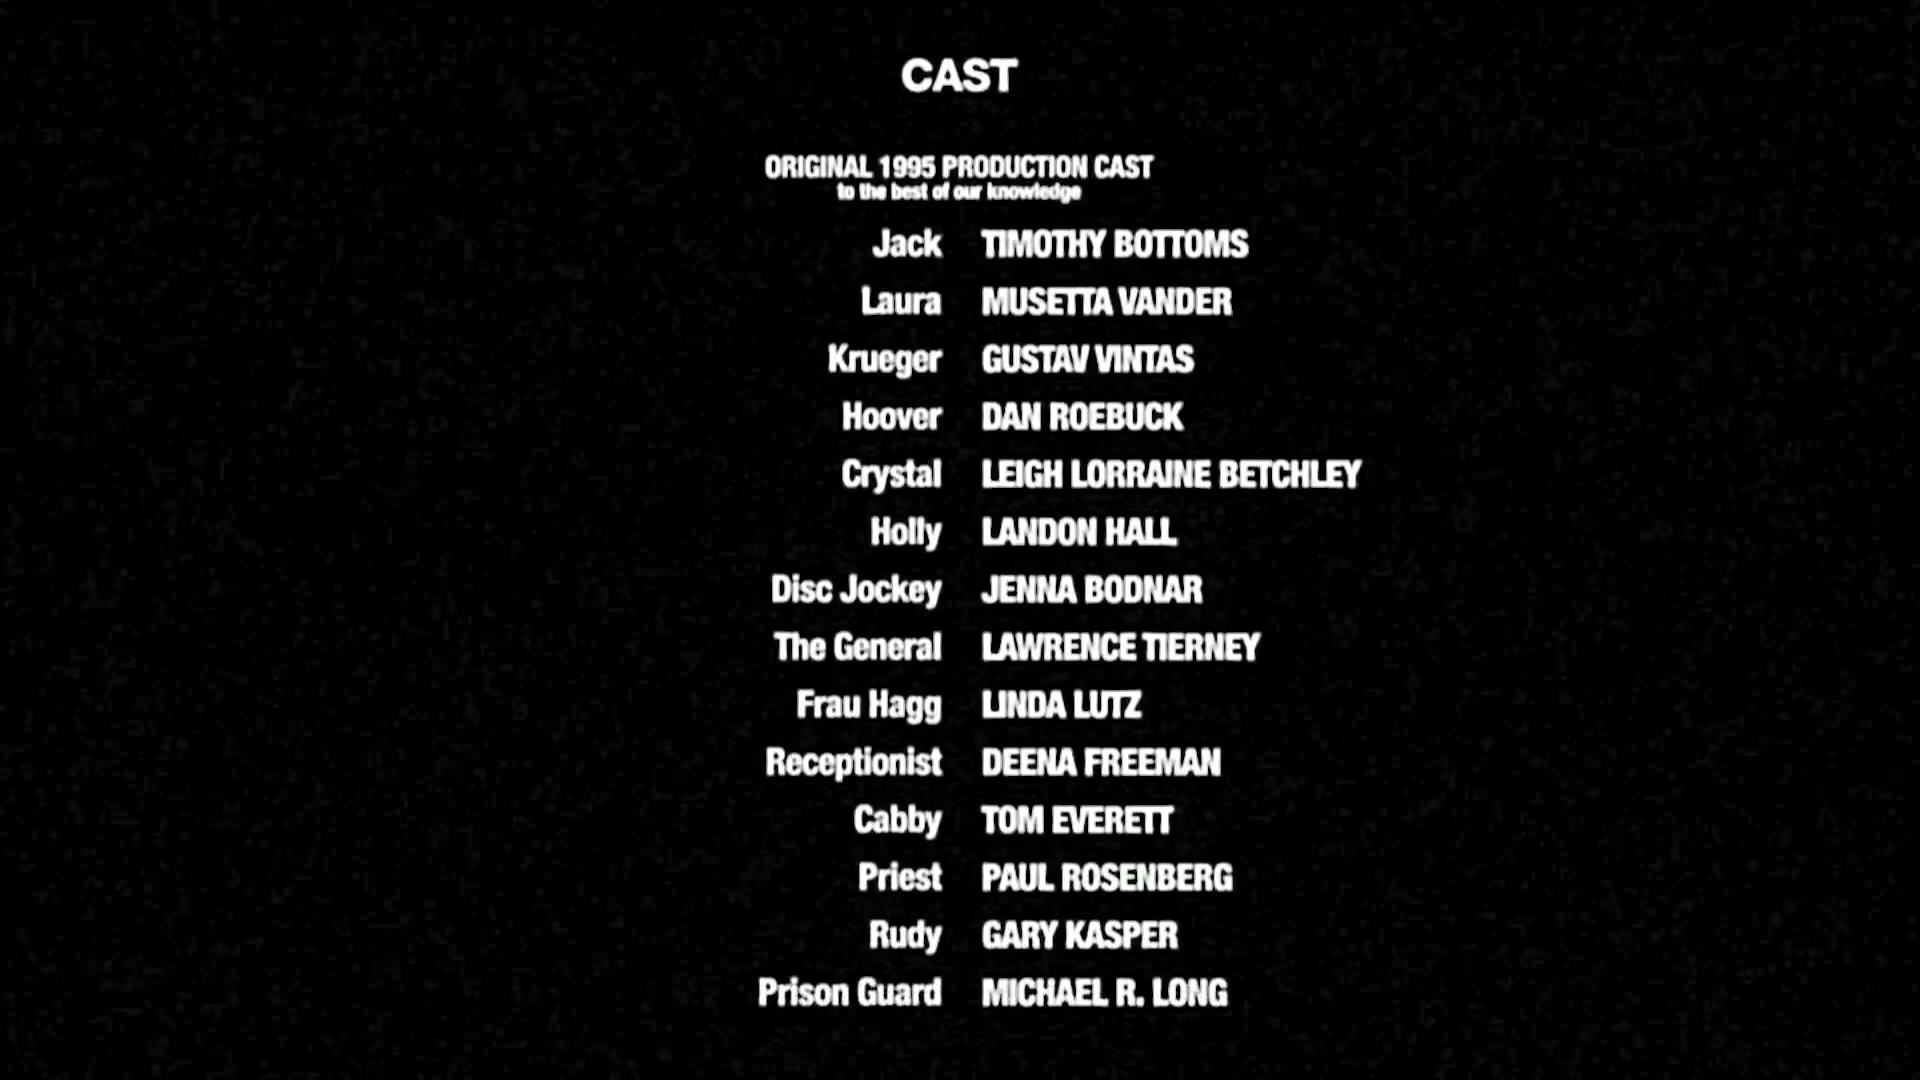 CAST
ORIGINAL 1995 PRODUCTION CAST
to the best of our knowledge
Jack TIMOTHY BOTTOMS
Laura MUSETTA VANDER
Krueger GUSTAV VINTAS
Hoover DAN ROEBUCK
Crystal LEIGH LORRAINE BETCHLEY
Holly LANDON HALL
Disc Jockey JENNA BODNAR
The General LAWRENCE TIERNEY
Frau Hagg LINDA LUTZ
Receptionist DEENA FREEMAN
Cabby TOM EVERETT
Priest PAUL ROSENBERG
Rudy GARY KASPER
Prison Guard MICHAEL R. LONG